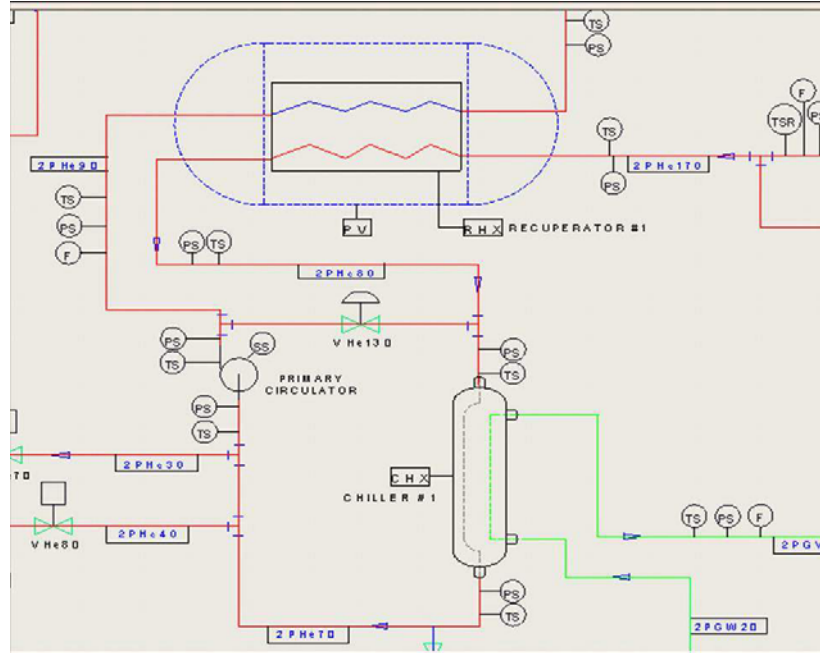 TS
PS
F
TS
TSR
PS
2PHe90
2PHe170
TS
PS
F
PV
RHX RECUPERATOR #1
PS TS
2PHe80
PS
TS
SS
VHe130
PS
TS
PRIMARY
CIRCULATOR
PS
TS
2PHe30
CHX
CHILLER #1
VHe80
2PHe40
TS PS F
PS
TS
2PHe70
2PGW20